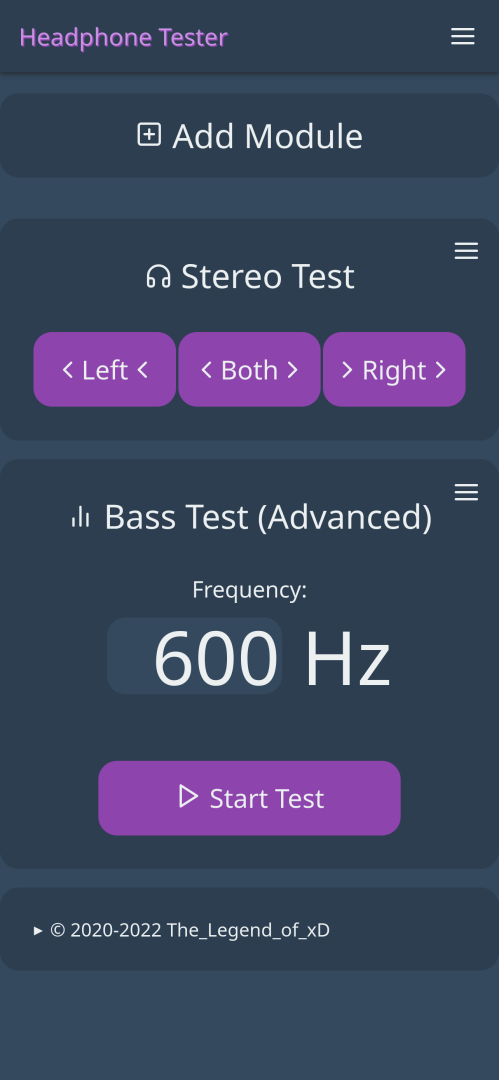 Headphone Tester
Add Module
Stereo Test
Left Both Right
Bass Test (Advanced)
Frequency:
600 Hz
Start Test
© 2020-2022 The_Legend_of_xD